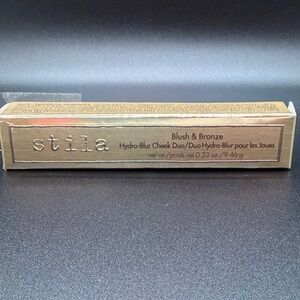 stila
Blush & Bronze
Hydro-Blur Cheek Duo/Duo Hydro-Blur pour les Joues
net wt./poids net 0.33 oz./9.46 g